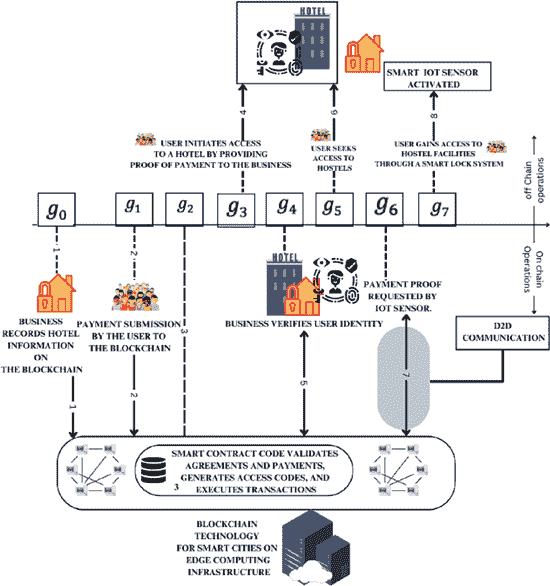 HOTEL
SMART IOT SENSOR
ACTIVATED
4
6
8
USER INITIATES ACCESS
TO A HOTEL BY PROVIDING
PROOF OF PAYMENT TO THE BUSINESS
USER SEEKS
ACCESS TO
HOSTELS
USER GAINS ACCESS TO
HOSTEL FACILITIES
THROUGH A SMART LOCK SYSTEM
off Chain
operations
g0
g1
g2
g3
g4
g5
g6
g7
On chain
Operations
1
2
HOTEL
BUSINESS
RECORDS HOTEL
INFORMATION
ON
THE BLOCKCHAIN
PAYMENT SUBMISSION
BY THE USER TO
THE BLOCKCHAIN
3
BUSINESS VERIFIES USER IDENTITY
PAYMENT PROOF
REQUESTED BY
IOT SENSOR.
D2D
COMMUNICATION
1
2
5
7
SMART CONTRACT CODE VALIDATES
AGREEMENTS AND PAYMENTS,
GENERATES ACCESS CODES, AND
EXECUTES TRANSACTIONS
3
BLOCKCHAIN
TECHNOLOGY
FOR SMART CITIES ON
EDGE COMPUTING
INFRASTRUCTURE